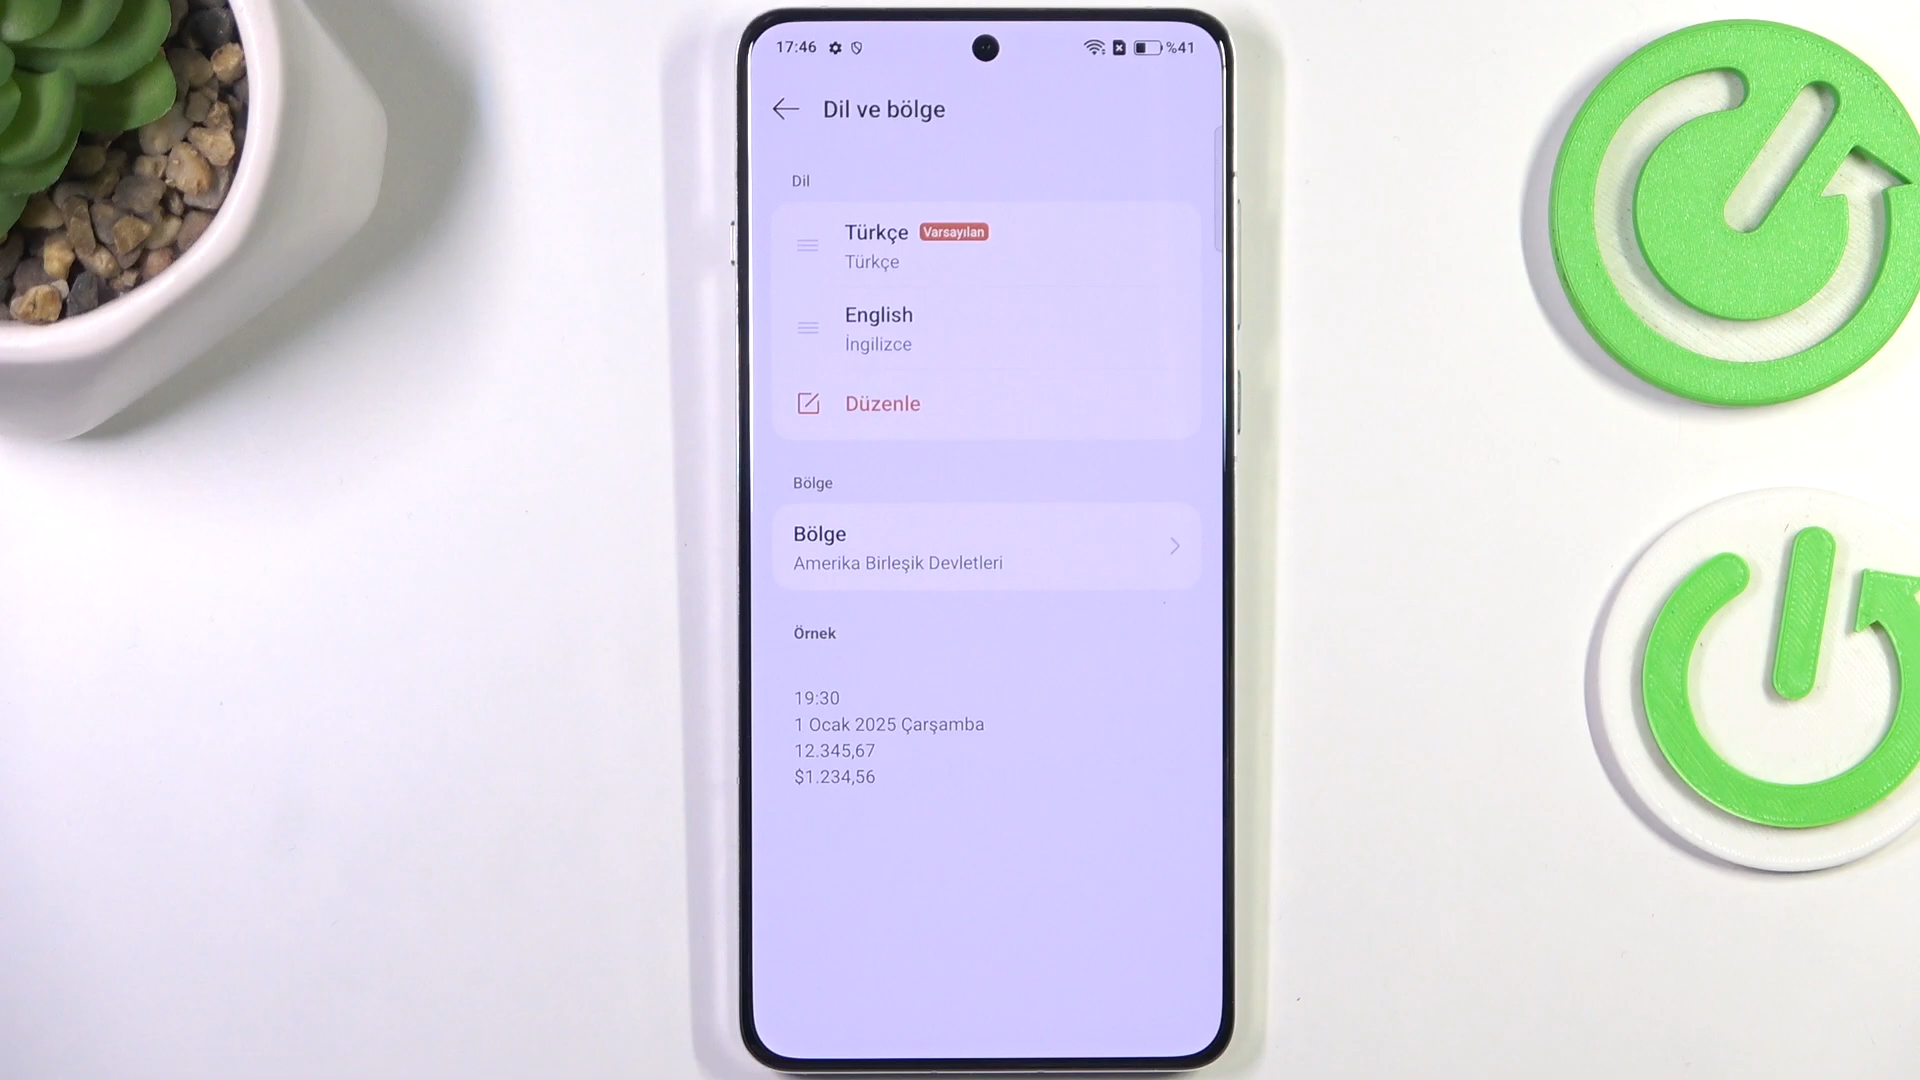 17:46 %41
Dil ve bölge
Dil
Türkçe Varsayılan
Türkçe
English
İngilizce
Düzenle
Bölge
Bölge
Amerika Birleşik Devletleri
Örnek
19:30
1 Ocak 2025 Çarşamba
12.345,67
$1.234,56